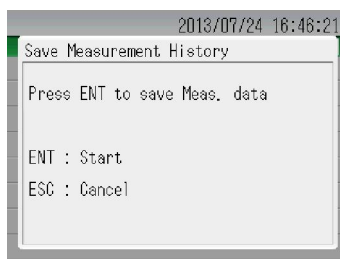 2013/07/24 16:46:21
Save Measurement History
Press ENT to save Meas. data
ENT : Start
ESC : Cancel